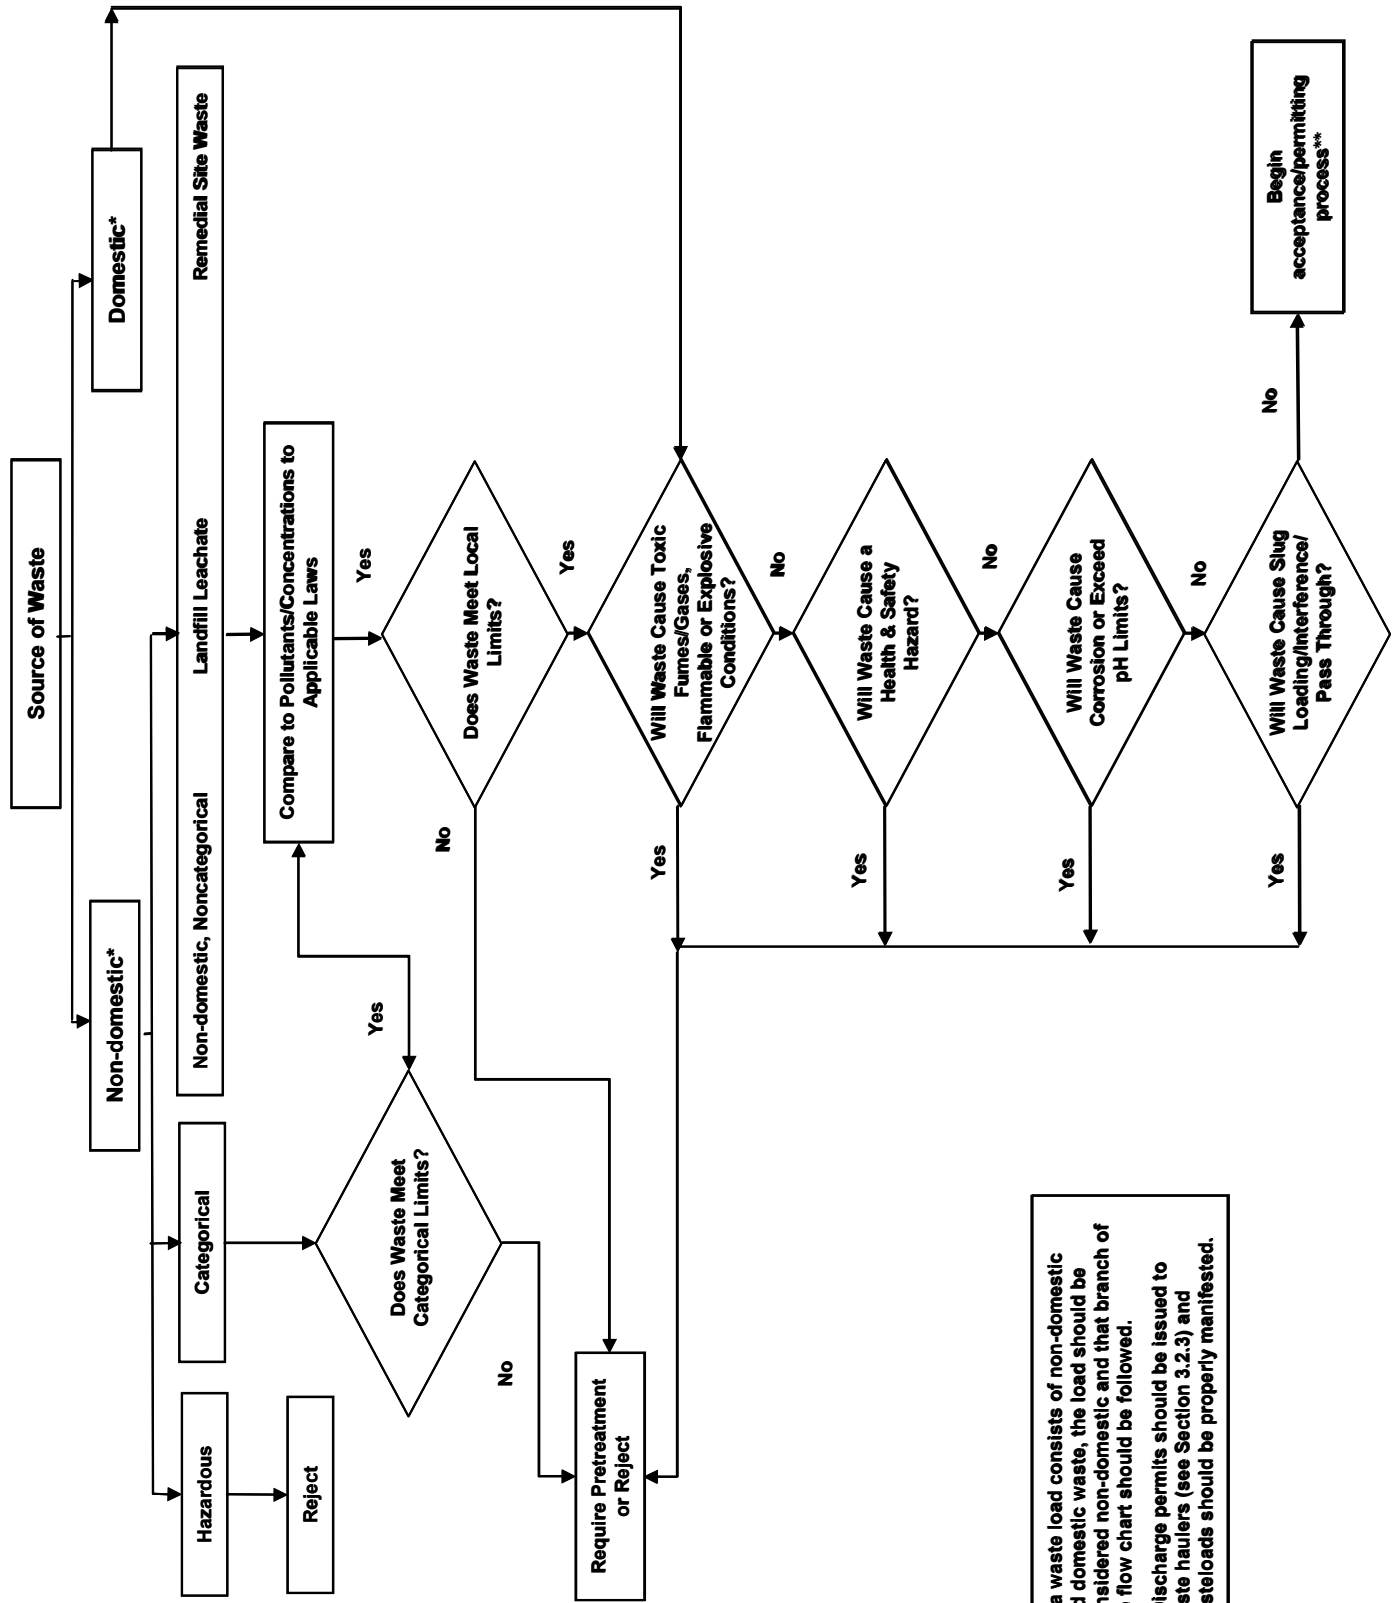 Source of Waste
Non-domestic*
Domestic*
Hazardous
Categorical
Non-domestic, Noncategorical
Landfill Leachate
Remedial Site Waste
Reject
Compare to Pollutants/Concentrations to
Applicable Laws
Does Waste Meet
Categorical Limits?
Yes
No
Yes
Does Waste Meet Local
Limits?
No
Yes
Require Pretreatment
or Reject
Will Waste Cause Toxic
Fumes/Gases,
Flammable or Explosive
Conditions?
Yes
No
Will Waste Cause a
Health & Safety
Hazard?
Yes
No
Will Waste Cause
Corrosion or Exceed
pH Limits?
Yes
No
Will Waste Cause Slug
Loading/Interference/
Pass Through?
Yes
No
Begin
acceptance/permitting
process**
a waste load consists of non-domestic
domestic waste, the load should be
non-domestic and that branch of
flow chart should be followed.
permits should be issued to
haulers (see Section 3.2.3) and
should be properly manifested.